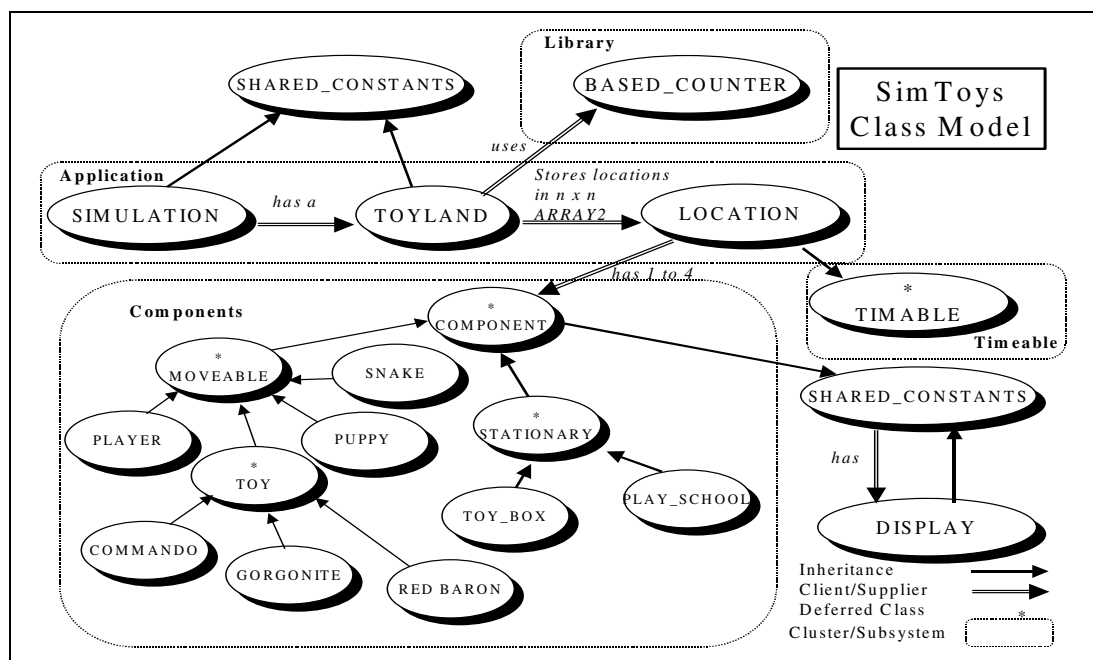 Library
SHARED_CONSTANTS
BASED_COUNTER
SimToys
Class Model
uses
Application
Stores locations
in n x n
ARRAY2
SIMULATION
has a
TOYLAND
LOCATION
has 1 to 4
Components
*
COMPONENT
*
TIMABLE
Timeable
*
MOVEABLE
SNAKE
SHARED_CONSTANTS
PLAYER
PUPPY
*
STATIONARY
has
*
TOY
TOY_BOX
PLAY_SCHOOL
DISPLAY
COMMANDO
GORGONITE
RED BARON
Inheritance
Client/Supplier
Deferred Class *
Cluster/Subsystem